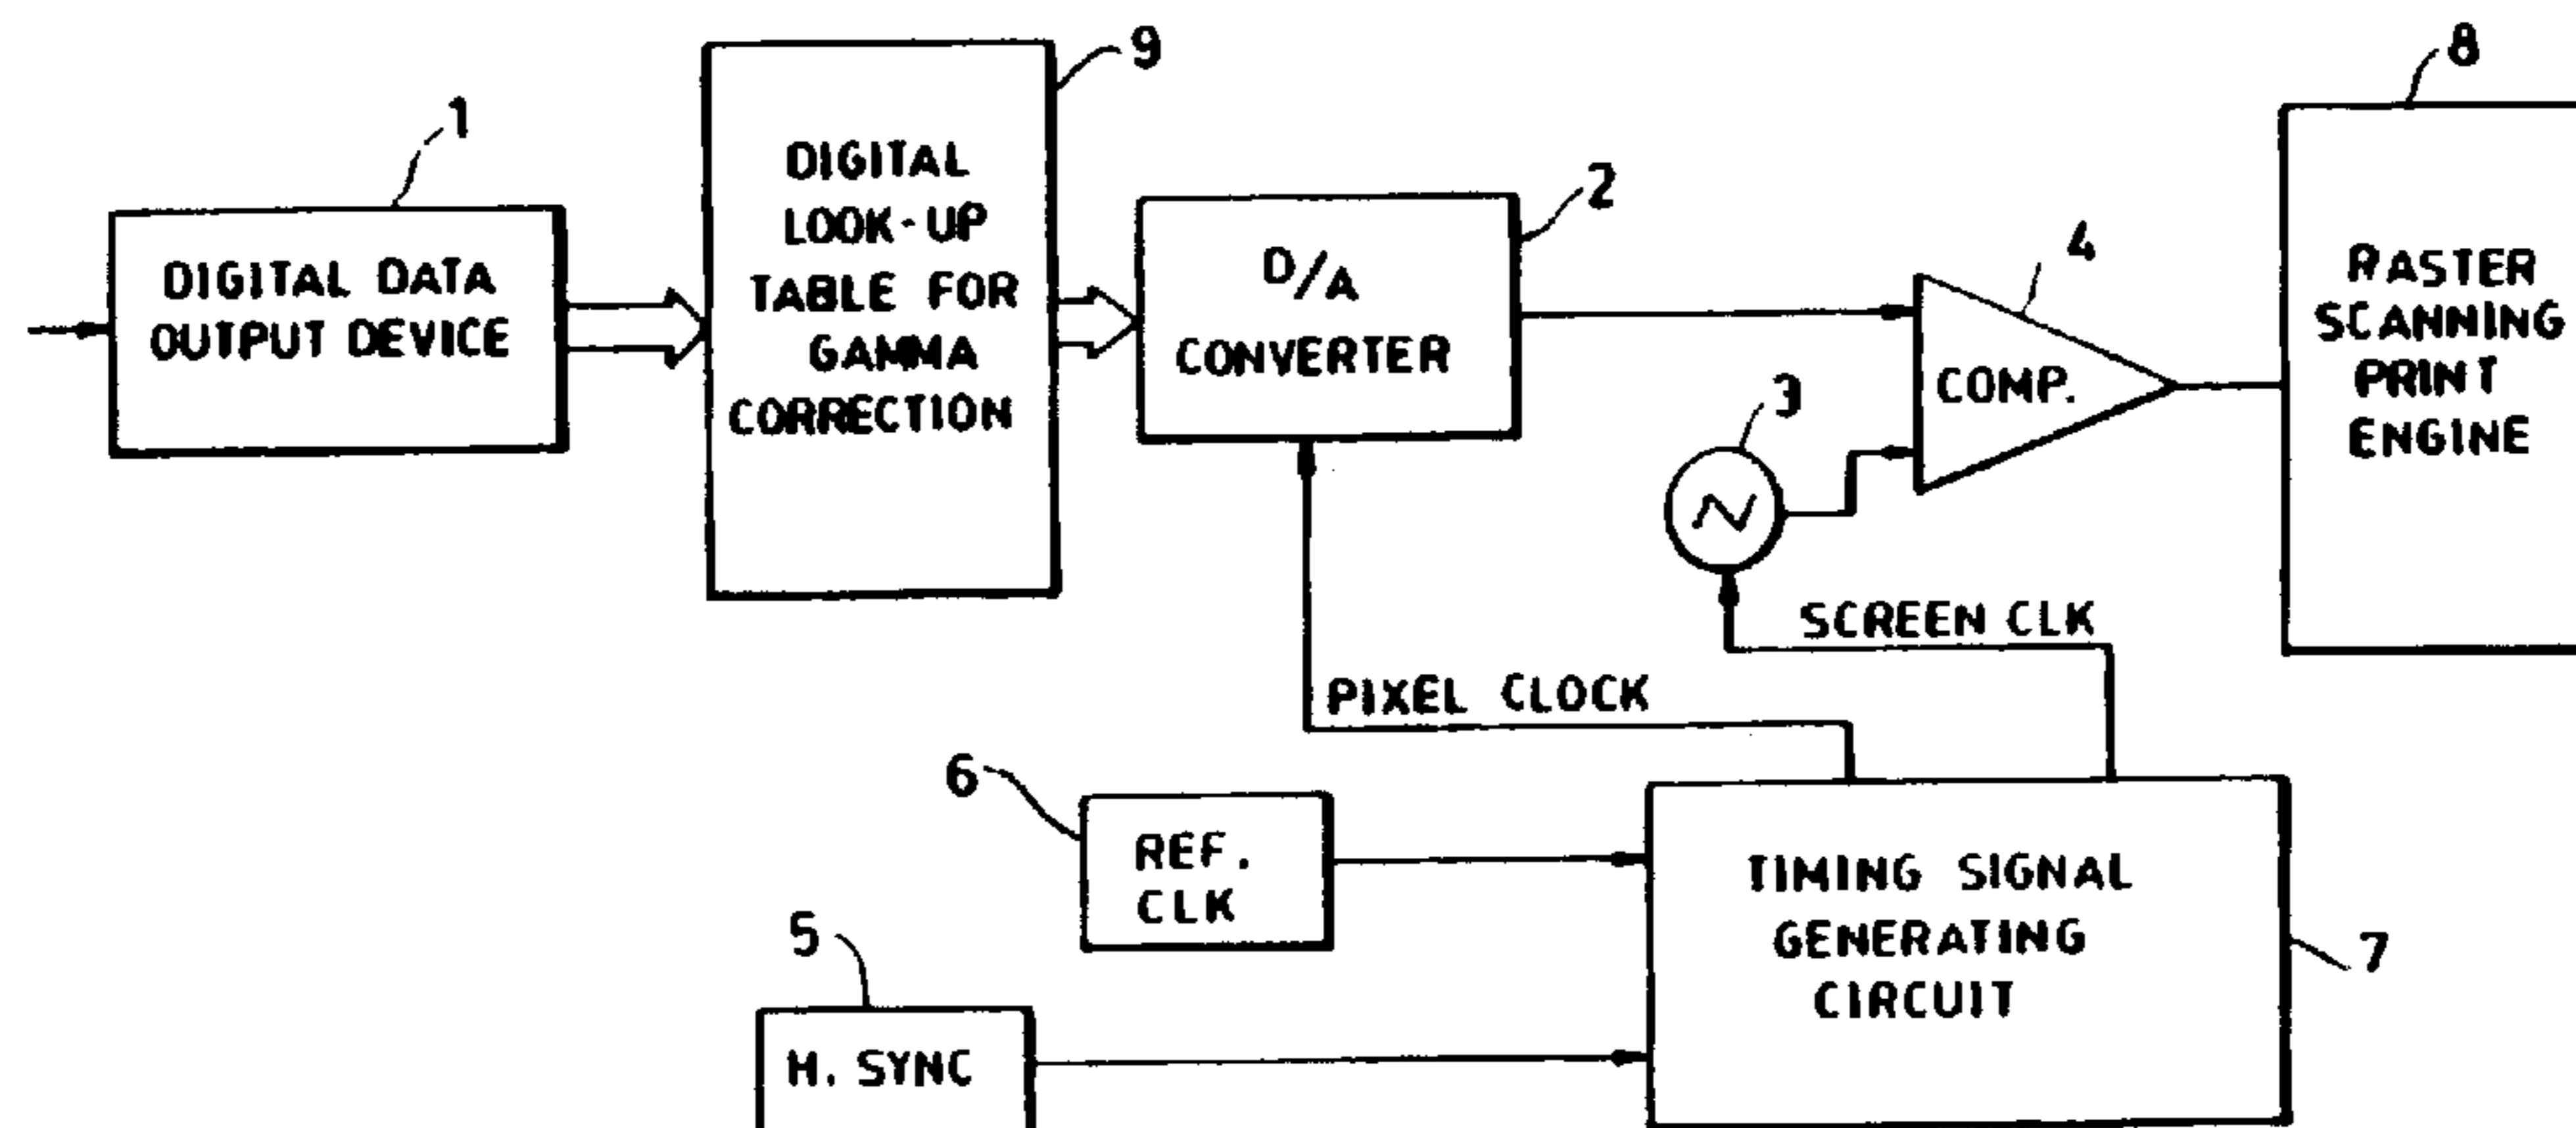 9
8
1
DIGITAL
LOOK-UP
TABLE FOR
GAMMA
CORRECTION
2
4
DIGITAL DATA
OUTPUT DEVICE
D/A
CONVERTER
RASTER
SCANNING
PRINT
ENGINE
COMP.
3
SCREEN CLK
PIXEL CLOCK
6
REF.
CLK
TIMING SIGNAL
GENERATING
CIRCUIT
5
7
H. SYNC